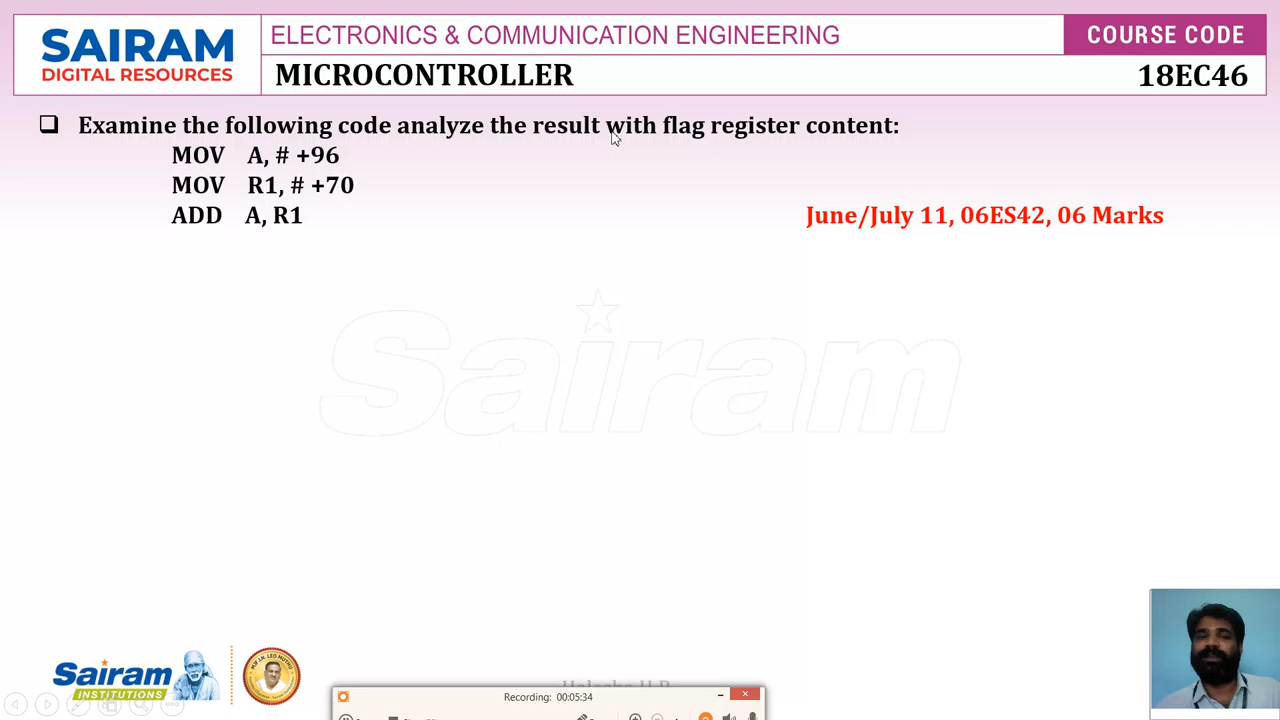 SAIRAM
DIGITAL RESOURCES
ELECTRONICS & COMMUNICATION ENGINEERING
COURSE CODE
MICROCONTROLLER
18EC46
Examine the following code analyze the result with flag register content:
MOV A, # +96
MOV R1, # +70
ADD A, R1
June/July 11, 06ES42, 06 Marks
Sairam
Sairam
INSTITUTIONS
Recording: 00:05:34